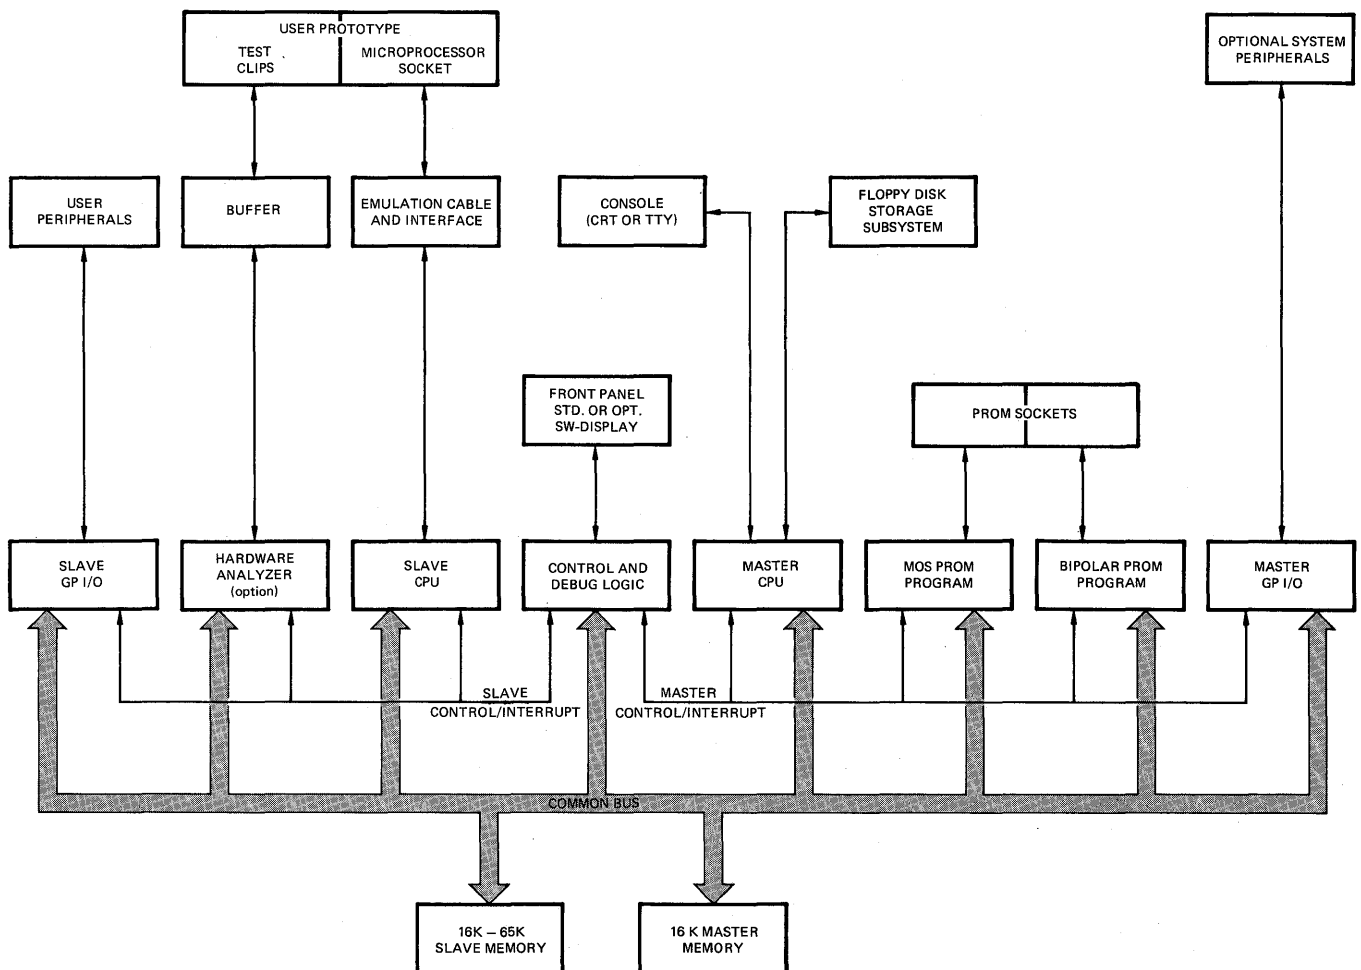 USER PROTOTYPE
TEST
CLIPS
MICROPROCESSOR
SOCKET
OPTIONAL SYSTEM
PERIPHERALS
USER
PERIPHERALS
BUFFER
EMULATION CABLE
AND INTERFACE
CONSOLE
(CRT OR TTY)
FLOPPY DISK
STORAGE
SUBSYSTEM
FRONT PANEL
STD. OR OPT.
SW-DISPLAY
PROM SOCKETS
SLAVE
GP I/O
HARDWARE
ANALYZER
(option)
SLAVE
CPU
CONTROL AND
DEBUG LOGIC
MASTER
CPU
MOS PROM
PROGRAM
BIPOLAR PROM
PROGRAM
MASTER
GP I/O
SLAVE
CONTROL/INTERRUPT
MASTER
CONTROL/INTERRUPT
COMMON BUS
16K – 65K
SLAVE MEMORY
16 K MASTER
MEMORY